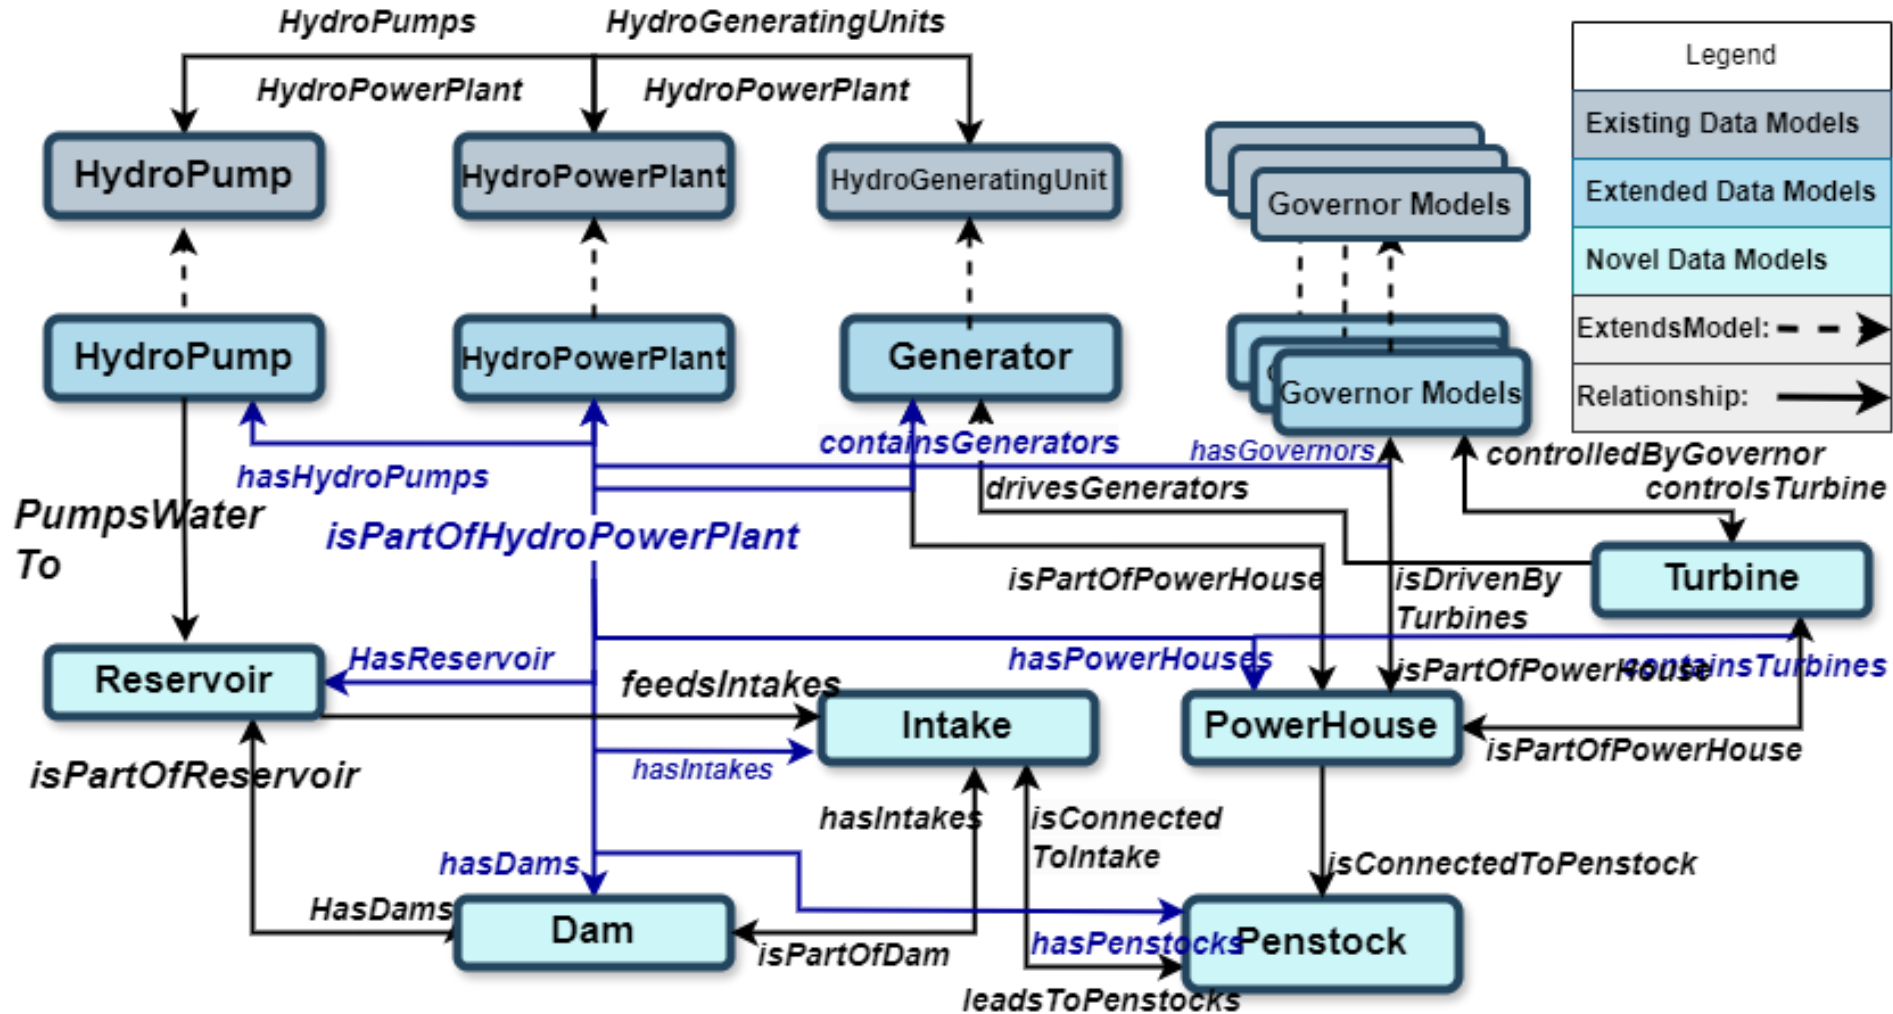 HydroPumps
HydroGeneratingUnits
HydroPowerPlant
HydroPowerPlant
Legend
Existing Data Models
Extended Data Models
Novel Data Models
ExtendsModel:
Relationship:
HydroPump
HydroPowerPlant
HydroGeneratingUnit
Governor Models
HydroPump
HydroPowerPlant
Generator
Governor Models
containsGenerators
hasGovernors
controlledByGovernor
hasHydroPumps
drivesGenerators
controlsTurbine
PumpsWater
To
isPartOfHydroPowerPlant
isPartOfPowerHouse
isDrivenBy
Turbines
Turbine
Reservoir
HasReservoir
feedsIntakes
hasPowerHouses
isPartOfPowerHouse
containsTurbines
Intake
PowerHouse
isPartOfPowerHouse
isPartOfReservoir
hasIntakes
hasIntakes
isConnected
ToIntake
hasDams
isConnectedToPenstock
HasDams
Dam
isPartOfDam
hasPenstocks
Penstock
leadsToPenstocks